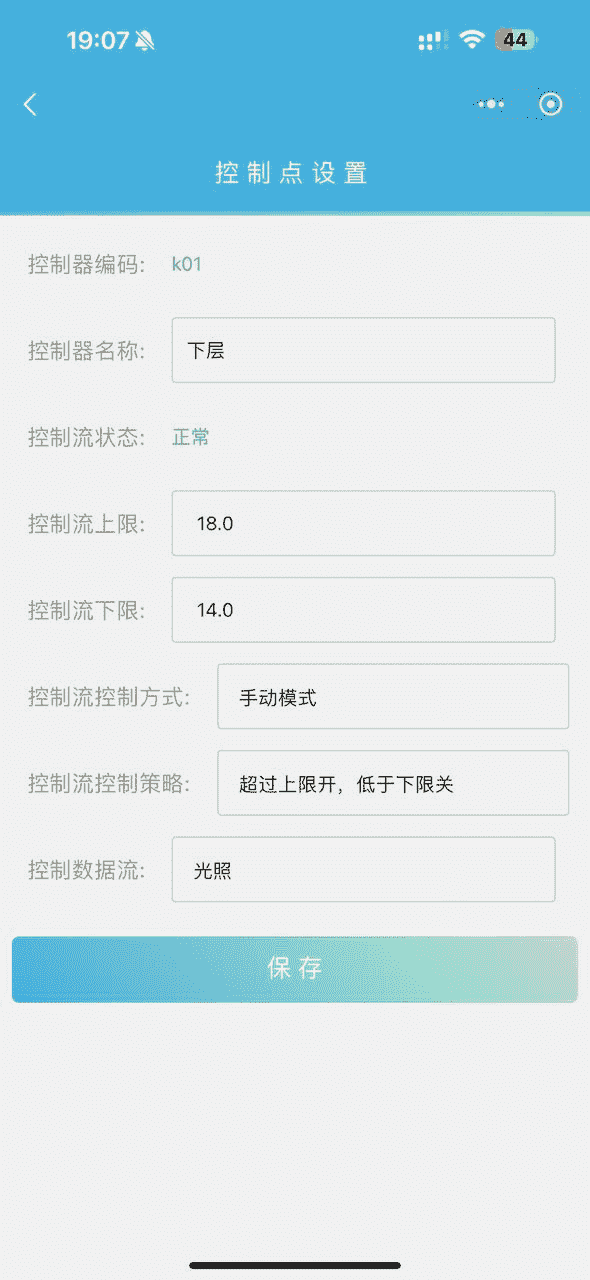 19:07
44
控制点设置
控制器编码: k01
控制器名称: 下层
控制流状态: 正常
控制流上限: 18.0
控制流下限: 14.0
控制流控制方式: 手动模式
控制流控制策略: 超过上限开，低于下限关
控制数据流: 光照
保存